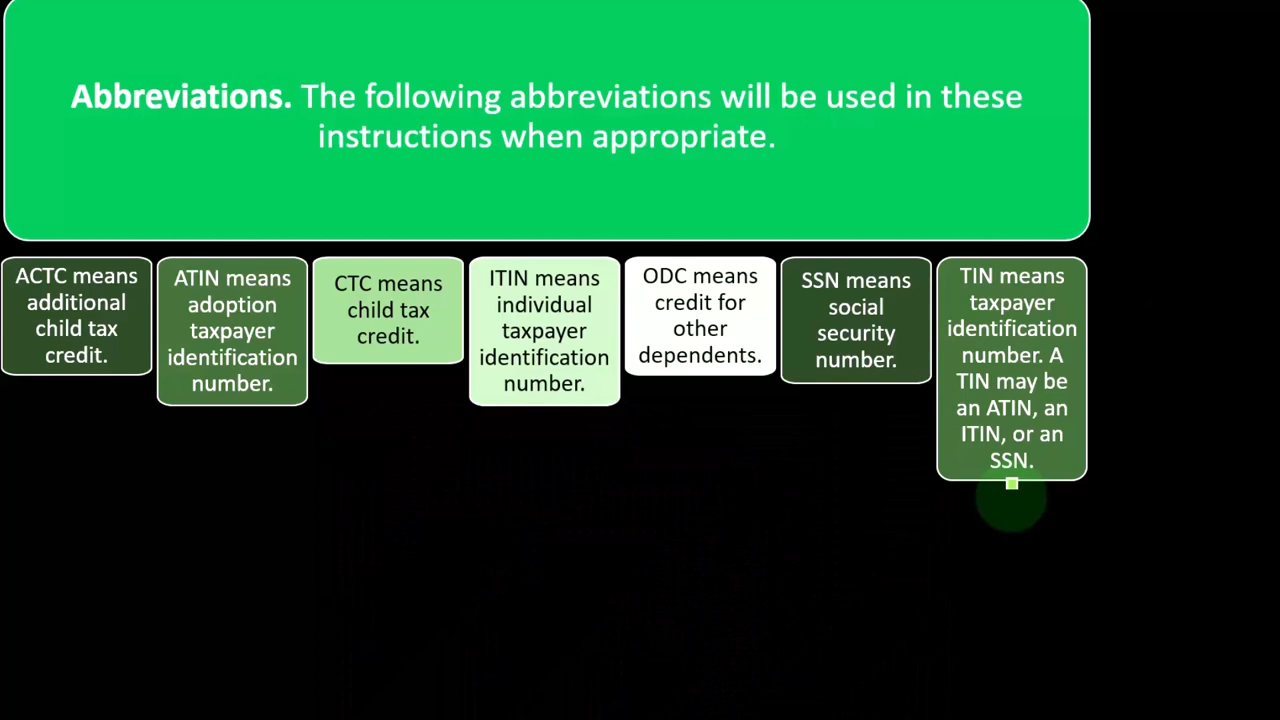 Abbreviations. The following abbreviations will be used in these
instructions when appropriate.
ACTC means
additional
child tax
credit.
ATIN means
adoption
taxpayer
identification
number.
CTC means
child tax
credit.
ITIN means
individual
taxpayer
identification
number.
ODC means
credit for
other
dependents.
SSN means
social
security
number.
TIN means
taxpayer
identification
number. A
TIN may be
an ATIN, an
ITIN, or an
SSN.